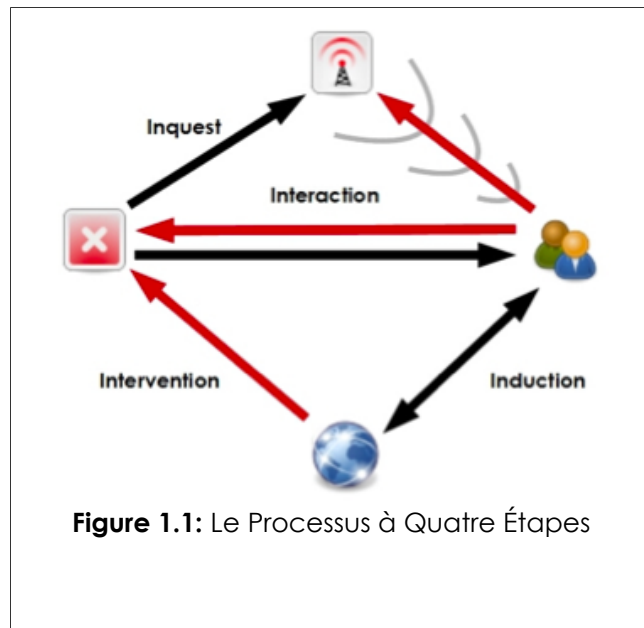 Inquest
Interaction
Intervention
Induction
Figure 1.1: Le Processus à Quatre Étapes